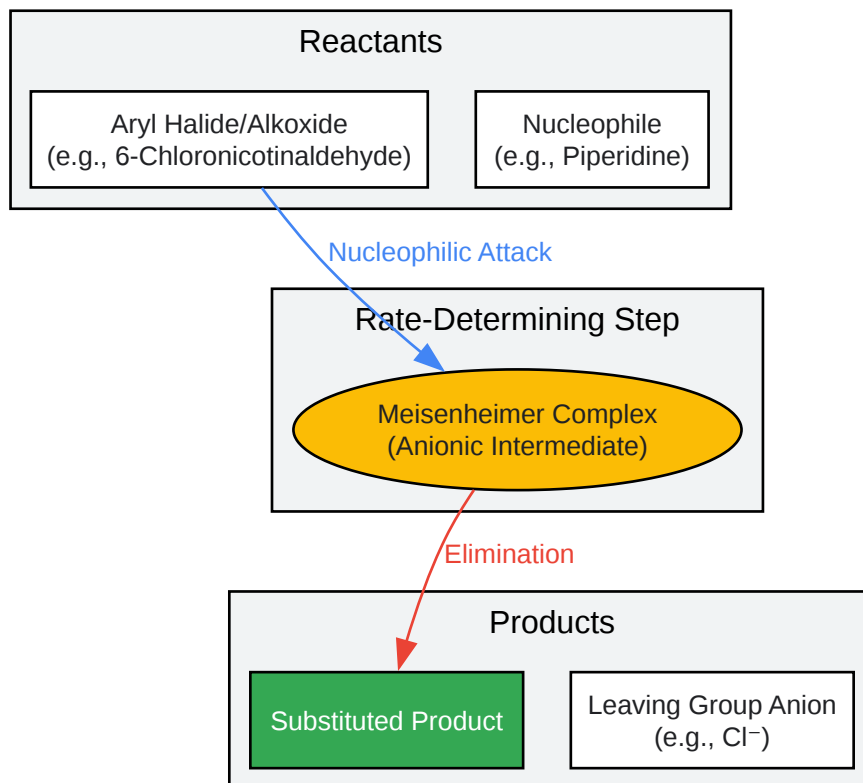 Reactants
Aryl Halide/Alkoxide
(e.g., 6-Chloronicotinaldehyde)
Nucleophile
(e.g., Piperidine)
Nucleophilic Attack
Rate-Determining Step
Meisenheimer Complex
(Anionic Intermediate)
Elimination
Products
Substituted Product
Leaving Group Anion
(e.g., Cl⁻)